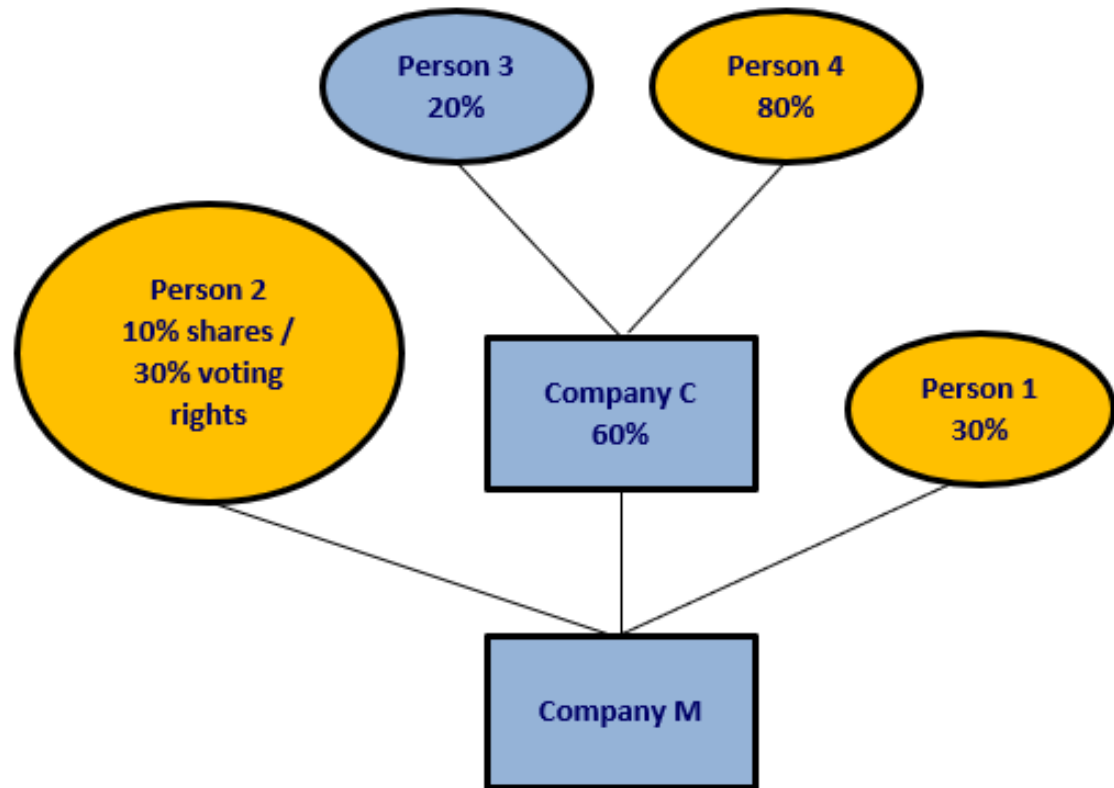 Person 3
20%
Person 4
80%
Person 2
10% shares /
30% voting
rights
Company C
60%
Person 1
30%
Company M